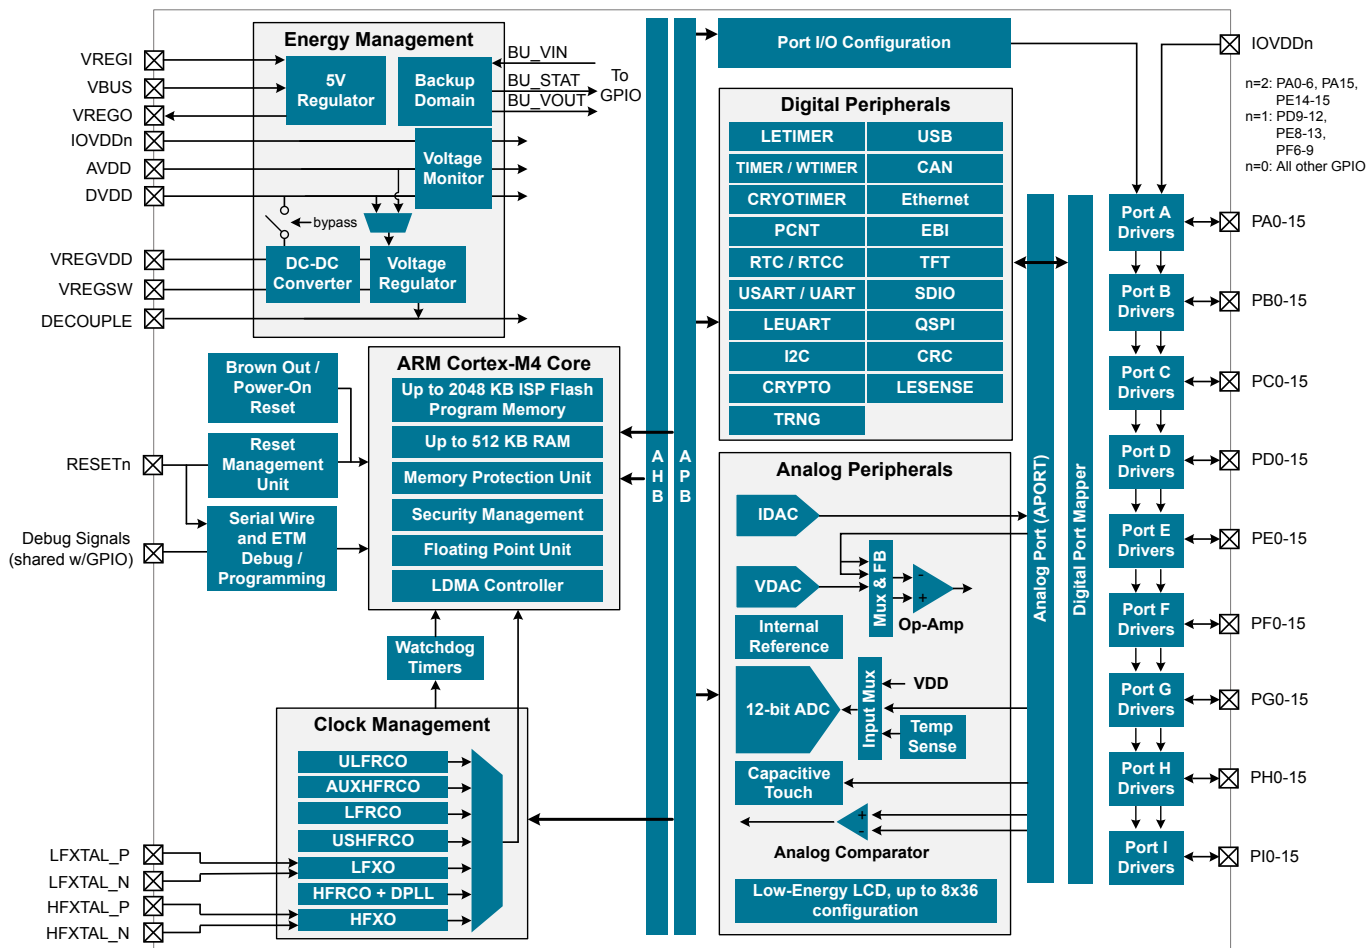 Energy Management
VREGI
VBUS
VREGO
IOVDDn
AVDD
DVDD
VREGVDD
VREGSW
DECOUPLE
5V
Regulator
Backup
Domain
BU_VIN
BU_STAT
BU_VOUT
To
GPIO
Voltage
Monitor
bypass
DC-DC
Converter
Voltage
Regulator
Brown Out /
Power-On
Reset
Reset
Management
Unit
Serial Wire
and ETM
Debug /
Programming
RESETn
Debug Signals
(shared w/GPIO)
ARM Cortex-M4 Core
Up to 2048 KB ISP Flash
Program Memory
Up to 512 KB RAM
Memory Protection Unit
Security Management
Floating Point Unit
LDMA Controller
Watchdog
Timers
Clock Management
ULFRCO
AUXHFRCO
LFRCO
USHFRCO
LFXO
HFRCO + DPLL
HFXO
LFXTAL_P
LFXTAL_N
HFXTAL_P
HFXTAL_N
AHB
APB
Port I/O Configuration
Digital Peripherals
LETIMER
USB
TIMER / WTIMER
CAN
CRYOTIMER
Ethernet
PCNT
EBI
RTC / RTCC
TFT
USART / UART
SDIO
LEUART
QSPI
I2C
CRC
CRYPTO
LESENSE
TRNG
Analog Peripherals
IDAC
VDAC
Mux & FB
-
+
Op-Amp
Internal
Reference
12-bit ADC
Input Mux
VDD
Temp
Sense
Capacitive
Touch
+
-
Analog Comparator
Low-Energy LCD, up to 8x36
configuration
Analog Port (APORT)
Digital Port Mapper
IOVDDn
n=2: PA0-6, PA15,
PE14-15
n=1: PD9-12,
PE8-13,
PF6-9
n=0: All other GPIO
Port A
Drivers
PA0-15
Port B
Drivers
PB0-15
Port C
Drivers
PC0-15
Port D
Drivers
PD0-15
Port E
Drivers
PE0-15
Port F
Drivers
PF0-15
Port G
Drivers
PG0-15
Port H
Drivers
PH0-15
Port I
Drivers
PI0-15